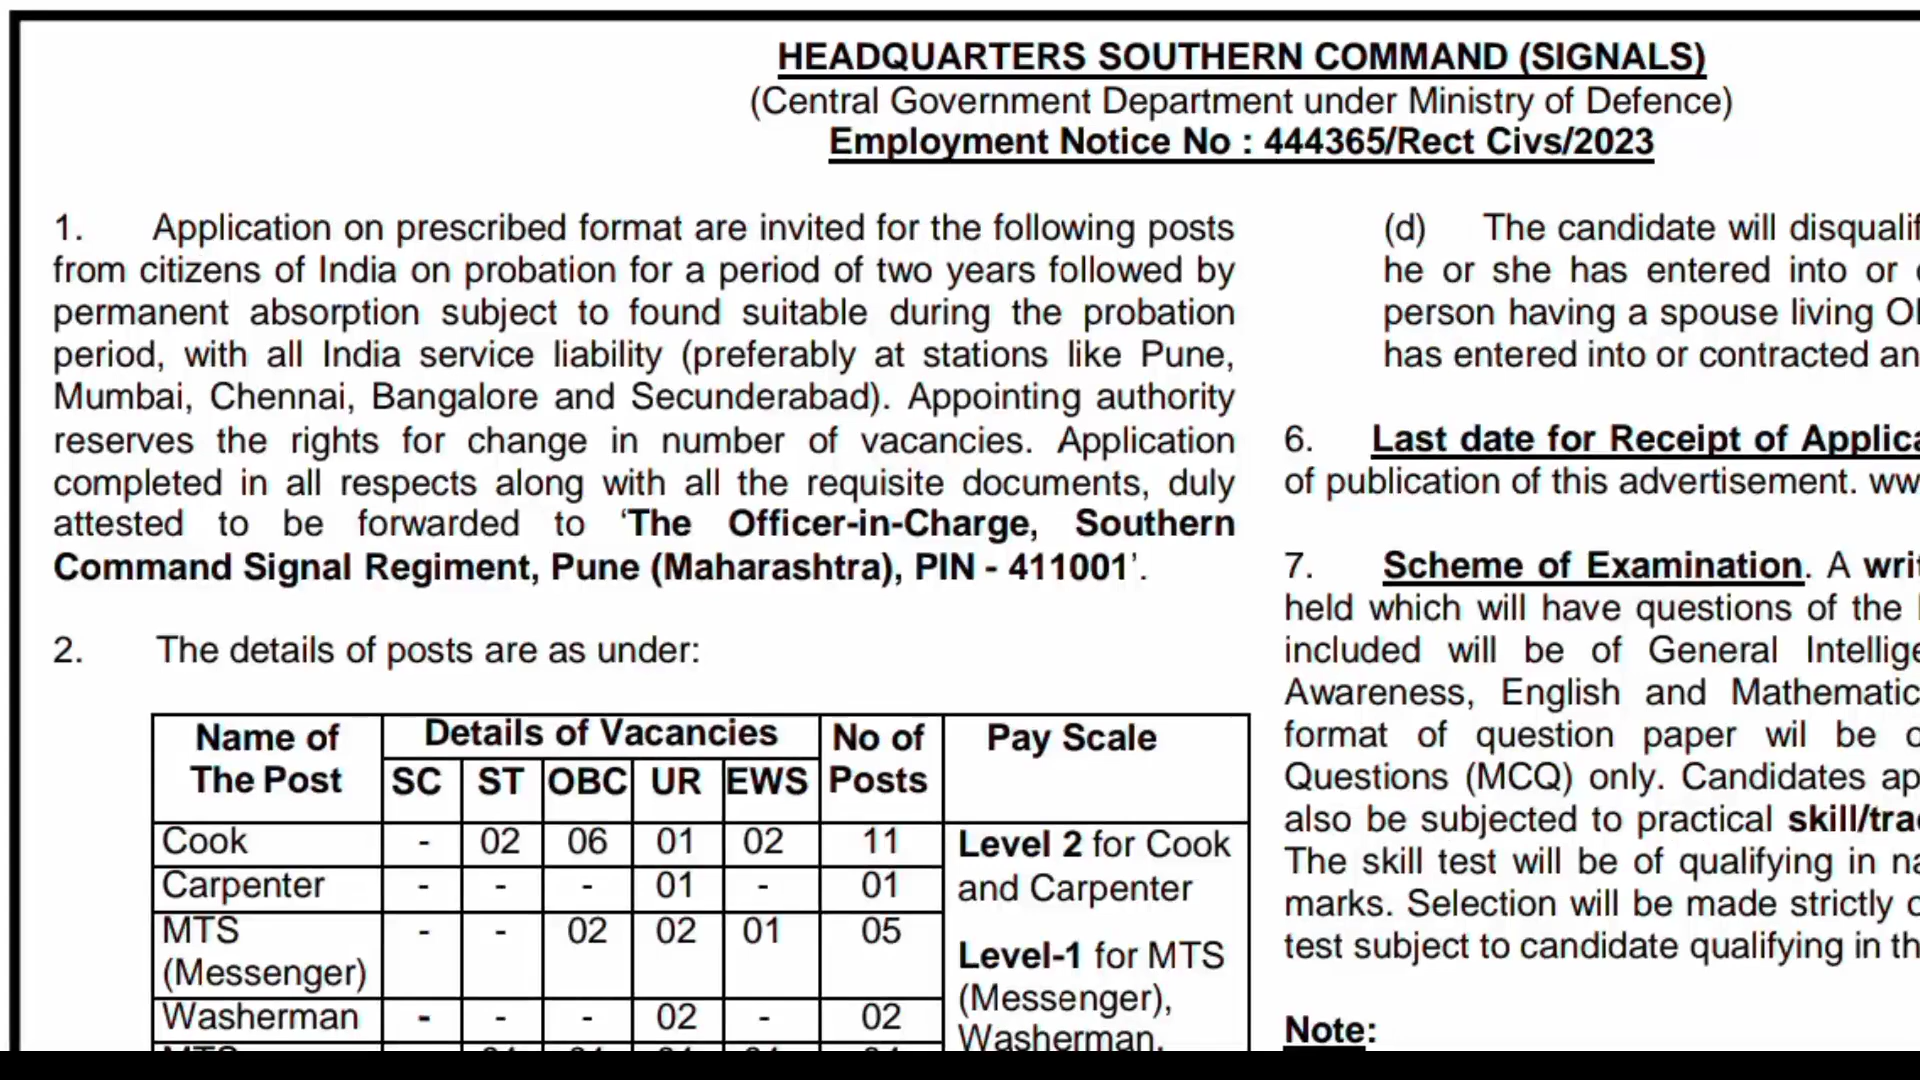 HEADQUARTERS SOUTHERN COMMAND (SIGNALS)
(Central Government Department under Ministry of Defence)
Employment Notice No : 444365/Rect Civs/2023
1. Application on prescribed format are invited for the following posts
from citizens of India on probation for a period of two years followed by
permanent absorption subject to found suitable during the probation
period, with all India service liability (preferably at stations like Pune,
Mumbai, Chennai, Bangalore and Secunderabad). Appointing authority
reserves the rights for change in number of vacancies. Application
completed in all respects along with all the requisite documents, duly
attested to be forwarded to ‘The Officer-in-Charge, Southern
Command Signal Regiment, Pune (Maharashtra), PIN - 411001’.
2. The details of posts are as under:
Name of The Post Details of Vacancies No of Posts Pay Scale
SC ST OBC UR EWS
Cook - 02 06 01 02 11
Carpenter - - - 01 - 01
MTS (Messenger) - - 02 02 01 05
Washerman - - - 02 - 02
Level 2 for Cook
and Carpenter
Level-1 for MTS
(Messenger),
Washerman,
(d) The candidate will
he or she has entered into or
person having a spouse living
has entered into or contracted
6. Last date for Receipt of
of publication of this advertisement.
7. Scheme of Examination. A
held which will have questions of the
included will be of General
Awareness, English and
format of question paper wil be
Questions (MCQ) only. Candidates
also be subjected to practical
The skill test will be of qualifying in
marks. Selection will be made strictly
test subject to candidate qualifying in
Note: